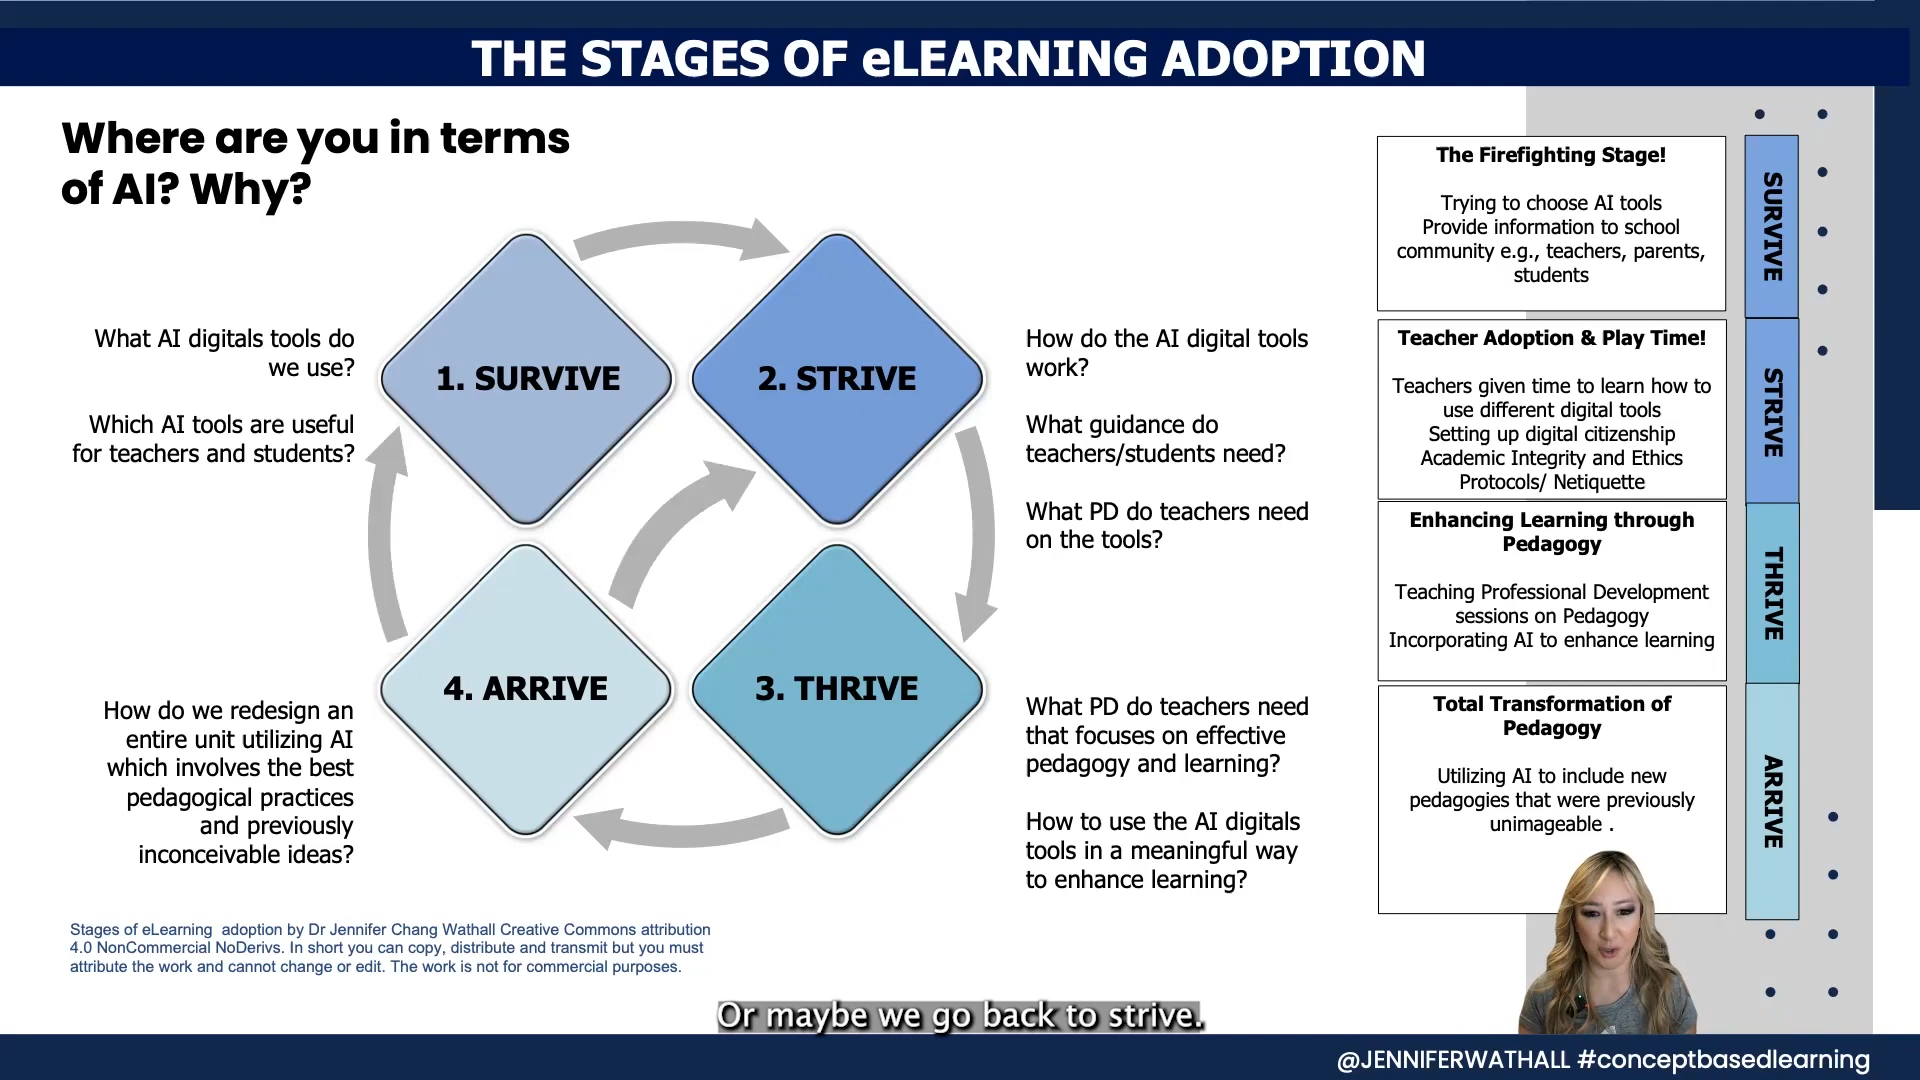 THE STAGES OF eLEARNING ADOPTION
Where are you in terms
of AI? Why?
What AI digitals tools do
we use?
Which AI tools are useful
for teachers and students?
1. SURVIVE
2. STRIVE
How do the AI digital tools
work?
What guidance do
teachers/students need?
What PD do teachers need
on the tools?
4. ARRIVE
3. THRIVE
How do we redesign an
entire unit utilizing AI
which involves the best
pedagogical practices
and previously
inconceivable ideas?
What PD do teachers need
that focuses on effective
pedagogy and learning?
How to use the AI digitals
tools in a meaningful way
to enhance learning?
The Firefighting Stage!
Trying to choose AI tools
Provide information to school
community e.g., teachers, parents,
students
SURVIVE
Teacher Adoption & Play Time!
Teachers given time to learn how to
use different digital tools
Setting up digital citizenship
Academic Integrity and Ethics
Protocols/ Netiquette
STRIVE
Enhancing Learning through
Pedagogy
Teaching Professional Development
sessions on Pedagogy
Incorporating AI to enhance learning
THRIVE
Total Transformation of
Pedagogy
Utilizing AI to include new
pedagogies that were previously
unimageable .
ARRIVE
Stages of eLearning  adoption by Dr Jennifer Chang Wathall Creative Commons attribution
4.0 NonCommercial NoDerivs. In short you can copy, distribute and transmit but you must
attribute the work and cannot change or edit. The work is not for commercial purposes.
Or maybe we go back to strive.
@JENNIFERWATHALL #conceptbasedlearning